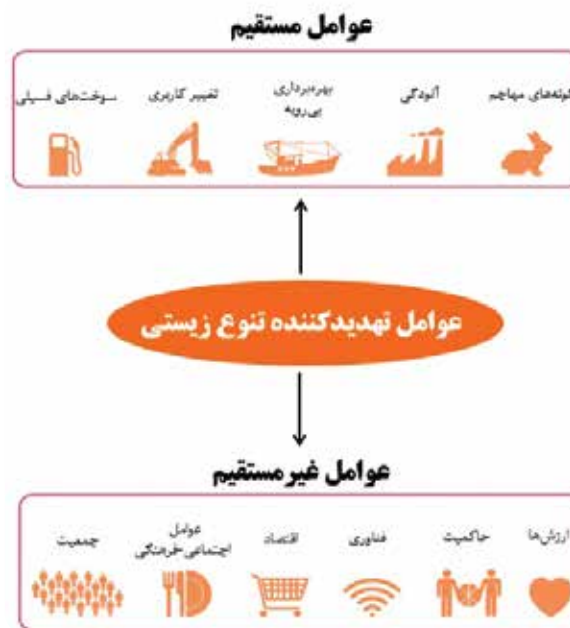 عوامل مستقیم
گونه‌های مهاجم
آلودگی
بهره‌برداری
بی‌رویه
تغییر کاربری
سوخت‌های فسیلی
عوامل تهدیدکننده تنوع زیستی
عوامل غیرمستقیم
ارزش‌ها
حاکمیت
فناوری
اقتصاد
عوامل
اجتماعی-فرهنگی
جمعیت